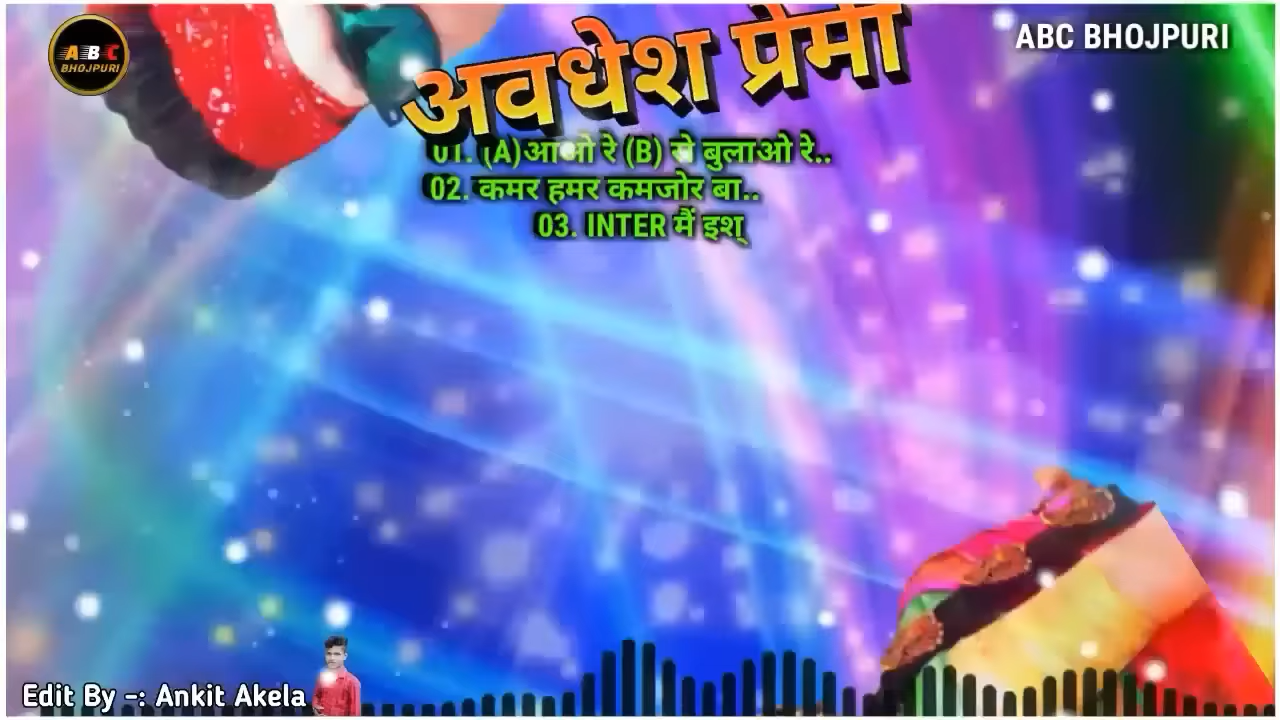 ABC
BHOJPURI
ABC BHOJPURI
अवधेश प्रेमी
01. (A)आओ रे (B) से बुलाओ रे..
02. कमर हमर कमजोर बा..
03. INTER मैं इश्
Edit By -: Ankit Akela